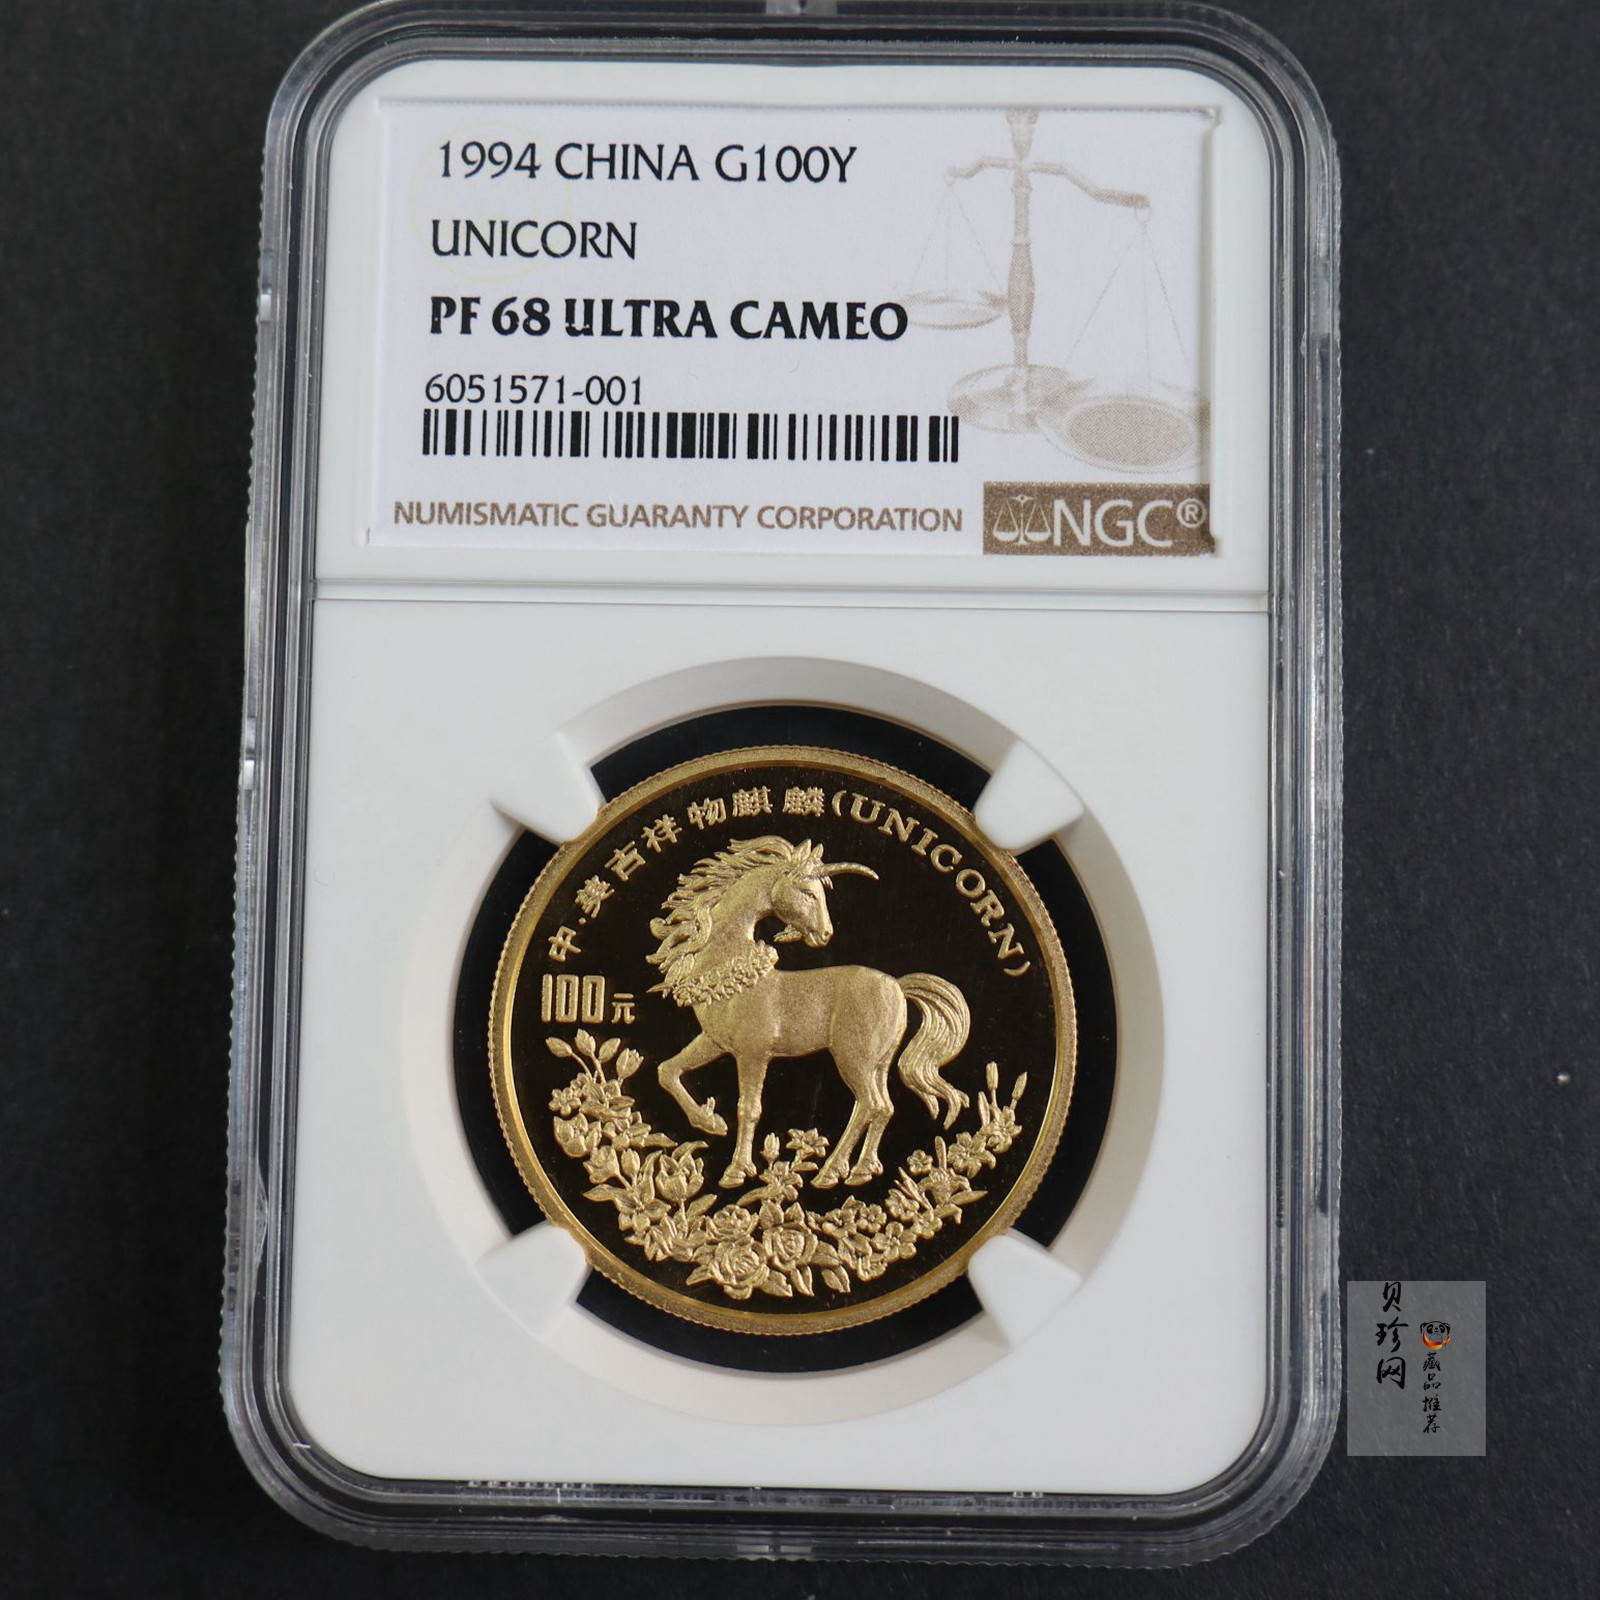 1994 CHINA G100Y
UNICORN
PF 68 ULTRA CAMEO
6051571-001
NUMISMATIC GUARANTY CORPORATION
NGC®
中·羲吉祥物麒麟(UNICORN)
100元
贝珍网
藏品推荐